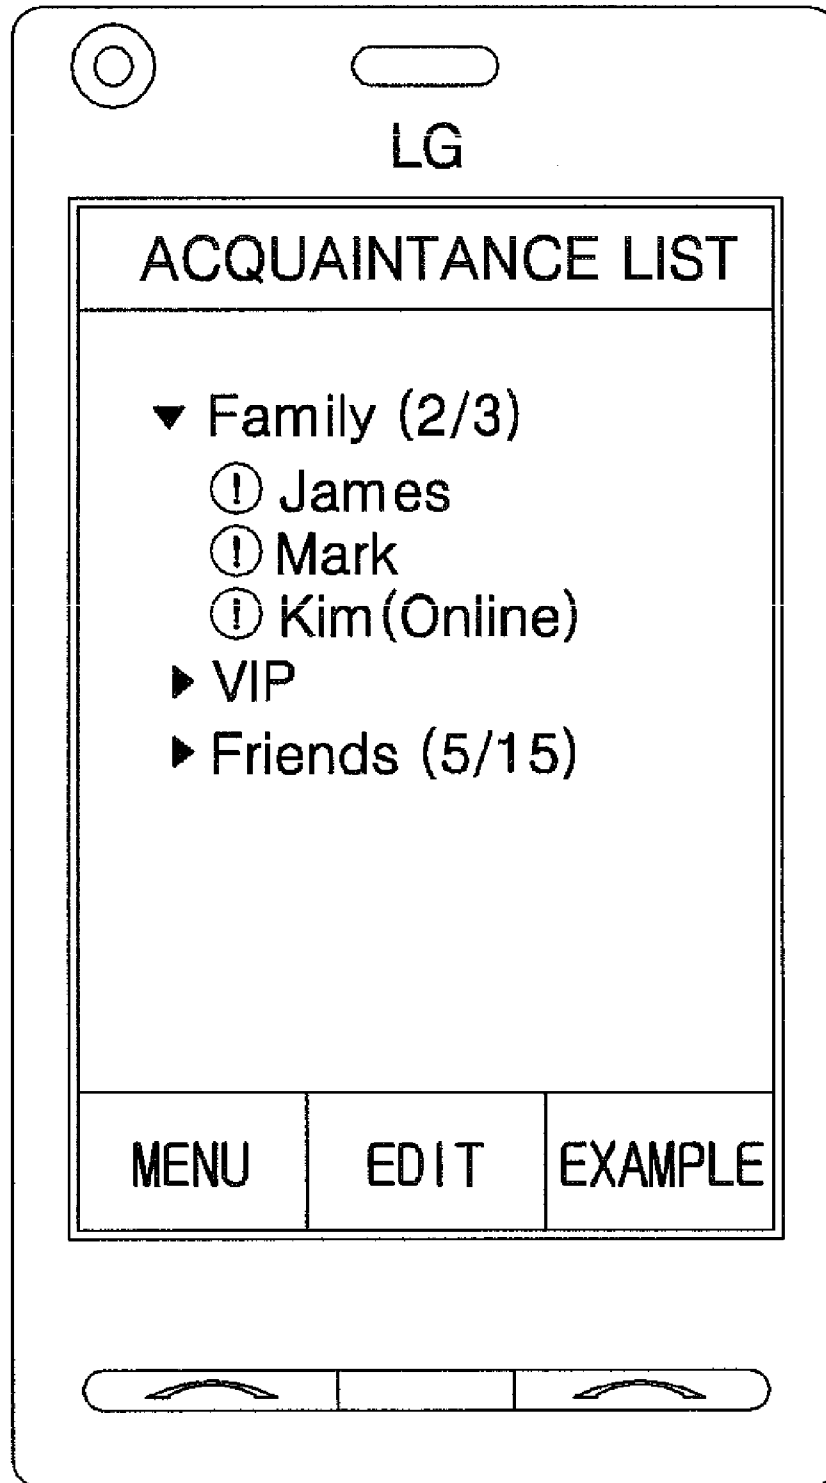 LG
ACQUAINTANCE LIST
▼ Family (2/3)
! James
! Mark
! Kim(Online)
▶ VIP
▶ Friends (5/15)
MENU EDIT EXAMPLE